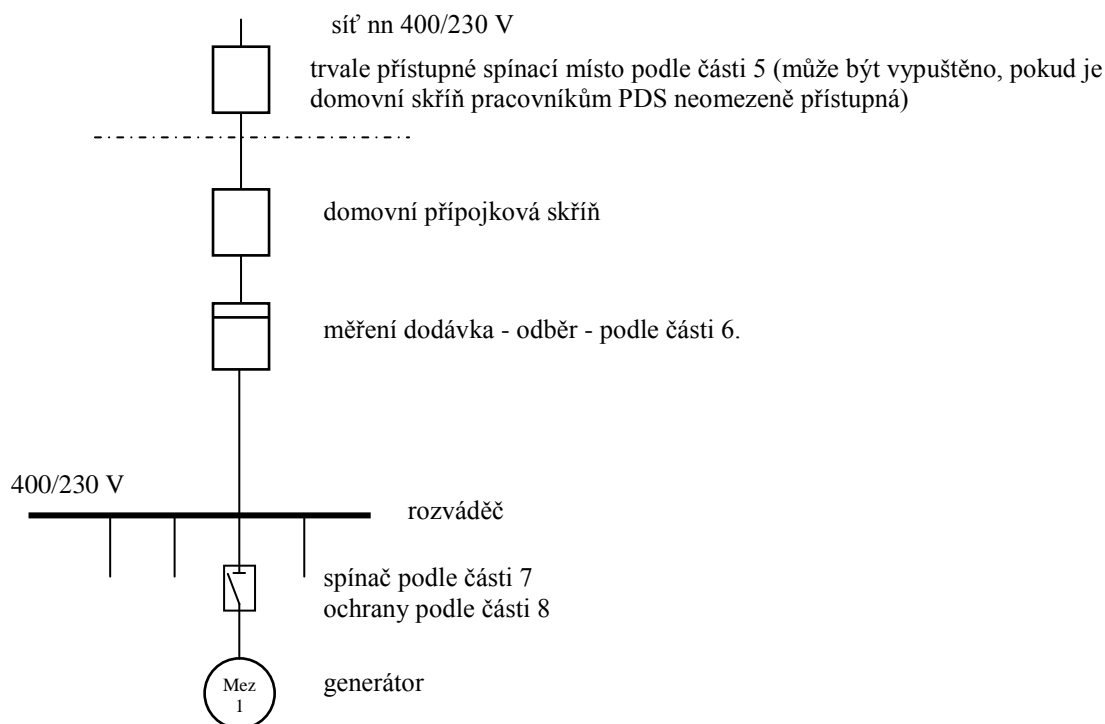 síť nn 400/230 V
trvale přístupné spínací místo podle části 5 (může být vypuštěno, pokud je
domovní skříň pracovníkům PDS neomezeně přístupná)
domovní přípojková skříň
měření dodávka - odběr - podle části 6.
400/230 V
rozváděč
spínač podle části 7
ochrany podle části 8
Mez
1
generátor